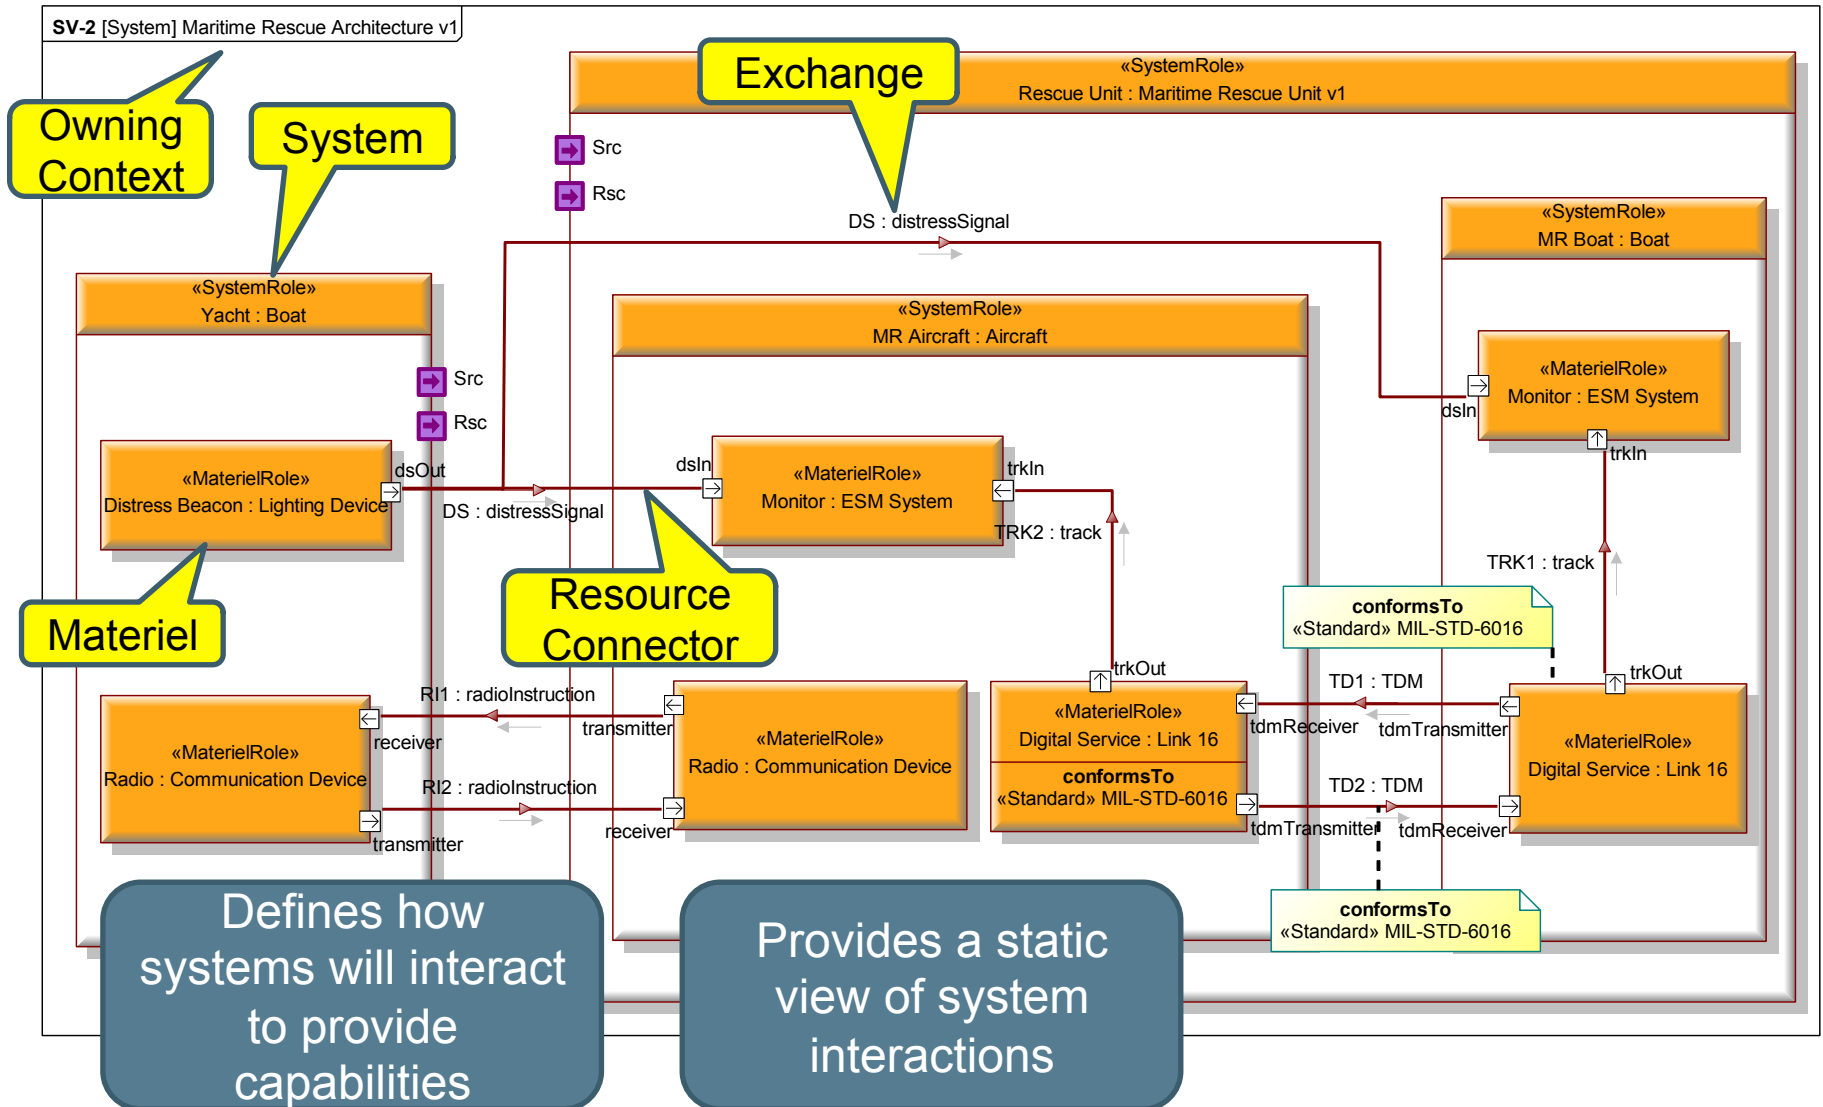 SV-2 [System] Maritime Rescue Architecture v1
Owning
Context
System
Exchange
«SystemRole»
Rescue Unit : Maritime Rescue Unit v1
Src
Rsc
DS : distressSignal
«SystemRole»
MR Boat : Boat
«SystemRole»
Yacht : Boat
«SystemRole»
MR Aircraft : Aircraft
Src
Rsc
«MaterielRole»
Monitor : ESM System
dsIn
trkIn
«MaterielRole»
Distress Beacon : Lighting Device
dsOut
DS : distressSignal
dsIn
«MaterielRole»
Monitor : ESM System
trkIn
TRK2 : track
TRK1 : track
Materiel
Resource
Connector
conformsTo
«Standard» MIL-STD-6016
«MaterielRole»
Radio : Communication Device
receiver
transmitter
RI1 : radioInstruction
RI2 : radioInstruction
transmitter
receiver
«MaterielRole»
Radio : Communication Device
trkOut
«MaterielRole»
Digital Service : Link 16
conformsTo
«Standard» MIL-STD-6016
TD1 : TDM
tdmReceiver
tdmTransmitter
TD2 : TDM
tdmTransmitter
tdmReceiver
trkOut
«MaterielRole»
Digital Service : Link 16
conformsTo
«Standard» MIL-STD-6016
Defines how
systems will interact
to provide
capabilities
Provides a static
view of system
interactions